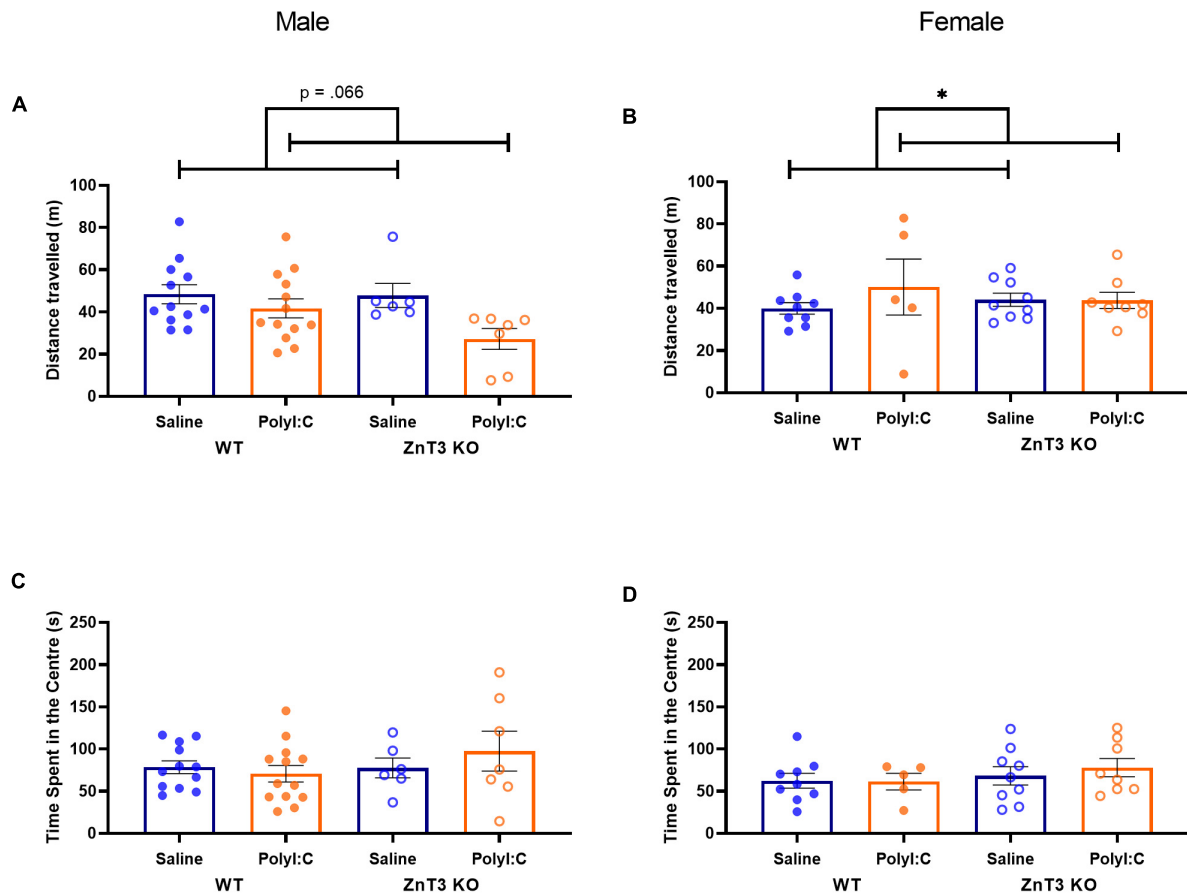 Male
Female
A
p = .066
B
*
Distance travelled (m)
100
80
60
40
20
0
Saline
PolyI:C
Saline
PolyI:C
WT
ZnT3 KO
Distance travelled (m)
100
80
60
40
20
0
Saline
PolyI:C
Saline
PolyI:C
WT
ZnT3 KO
C
D
Time Spent in the Centre (s)
250
200
150
100
50
0
Saline
PolyI:C
Saline
PolyI:C
WT
ZnT3 KO
Time Spent in the Centre (s)
250
200
150
100
50
0
Saline
PolyI:C
Saline
PolyI:C
WT
ZnT3 KO